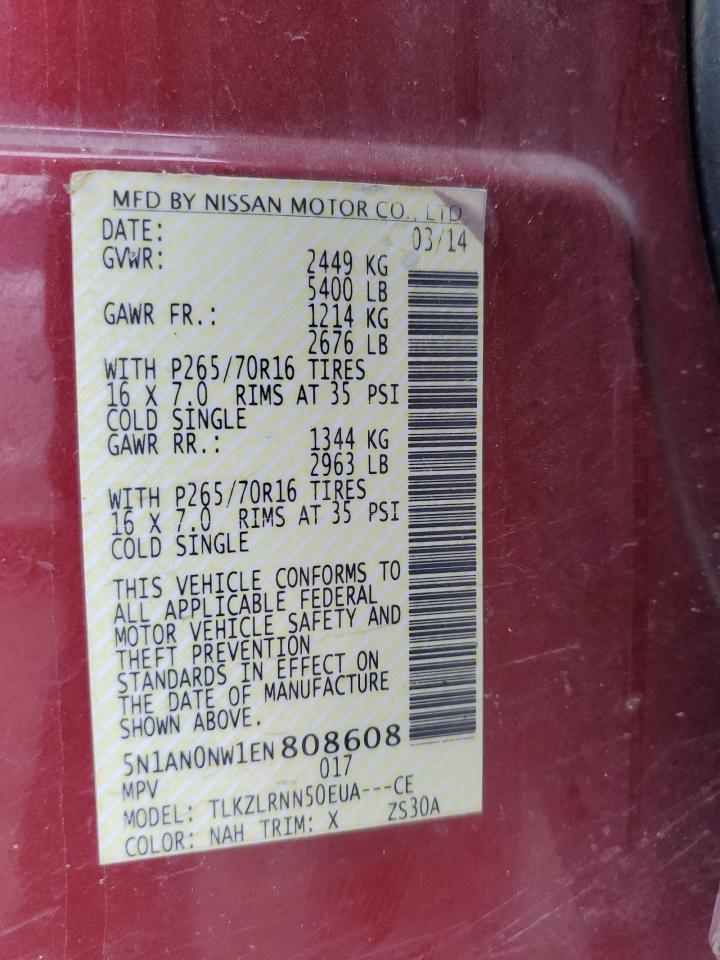 MFD BY NISSAN MOTOR CO., LTD.
DATE: 03/14
GVWR: 2449 KG
5400 LB
GAWR FR.: 1214 KG
2676 LB
WITH P265/70R16 TIRES
16 X 7.0 RIMS AT 35 PSI
COLD SINGLE
GAWR RR.: 1344 KG
2963 LB
WITH P265/70R16 TIRES
16 X 7.0 RIMS AT 35 PSI
COLD SINGLE
THIS VEHICLE CONFORMS TO
ALL APPLICABLE FEDERAL
MOTOR VEHICLE SAFETY AND
THEFT PREVENTION
STANDARDS IN EFFECT ON
THE DATE OF MANUFACTURE
SHOWN ABOVE.
5N1AN0NW1EN808608
MPV 017
MODEL: TLKZLRNN50EUA---CE
COLOR: NAH TRIM: X ZS30A